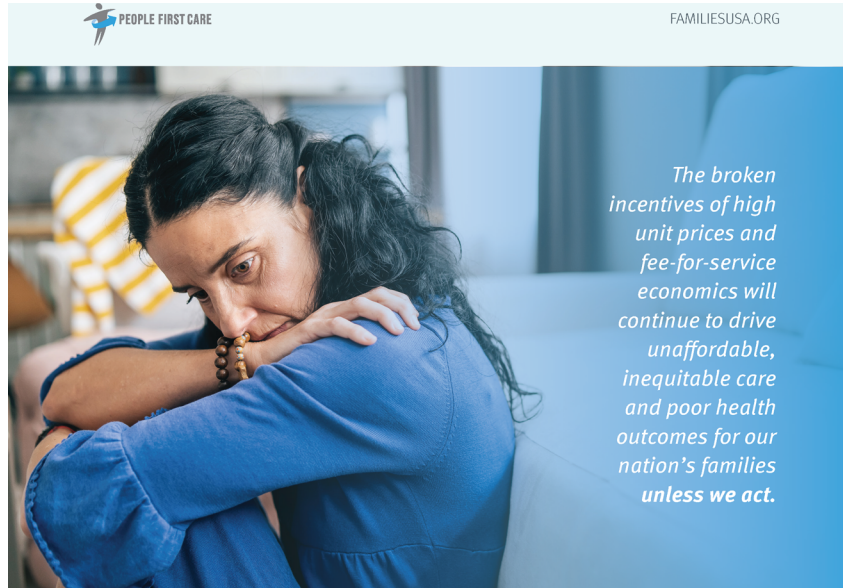 PEOPLE FIRST CARE
FAMILIESUSA.ORG
The broken
incentives of high
unit prices and
fee-for-service
economics will
continue to drive
unaffordable,
inequitable care
and poor health
outcomes for our
nation’s families
unless we act.